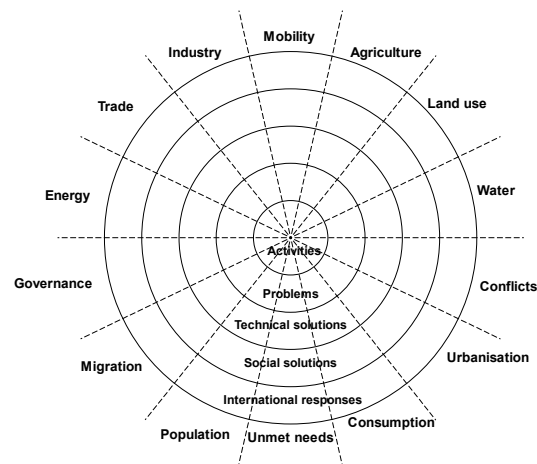 Mobility
Industry
Agriculture
Trade
Land use
Energy
Water
Activities
Governance
Conflicts
Problems
Technical solutions
Social solutions
Urbanisation
Migration
International responses
Consumption
Population
Unmet needs